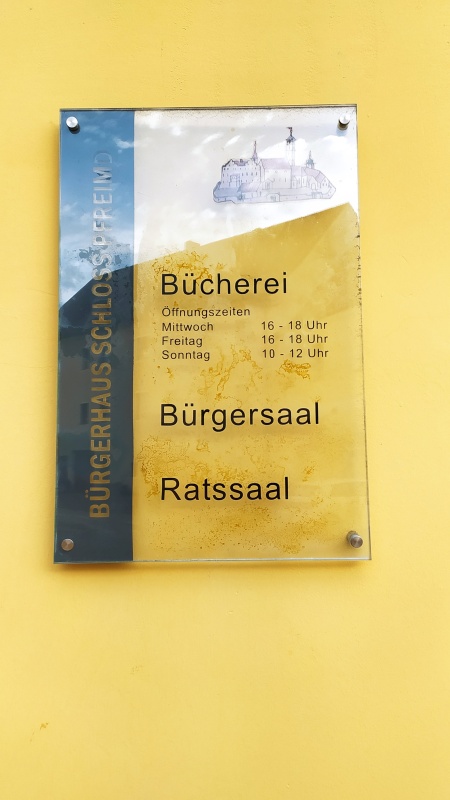 BÜRGERHAUS SCHLOSS PFREIMD
Bücherei
Öffnungszeiten
Mittwoch 16 - 18 Uhr
Freitag 16 - 18 Uhr
Sonntag 10 - 12 Uhr
Bürgersaal
Ratssaal